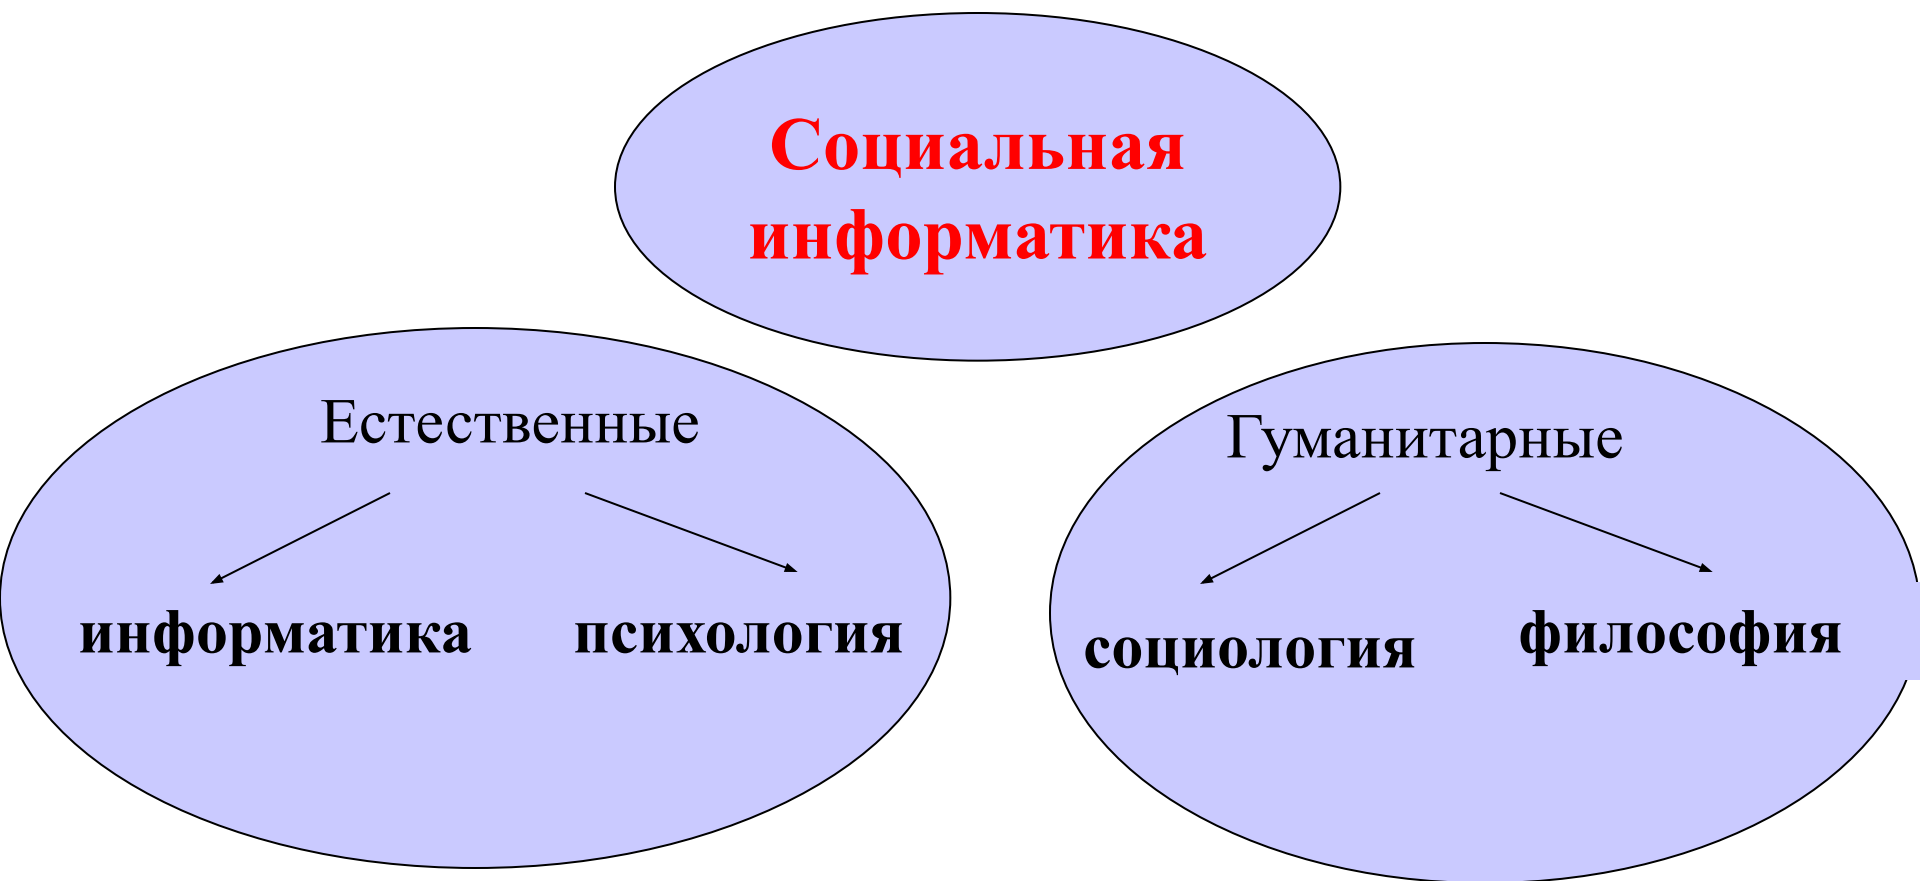 Социальная
информатика
Естественные
Гуманитарные
информатика
психология
социология
философия